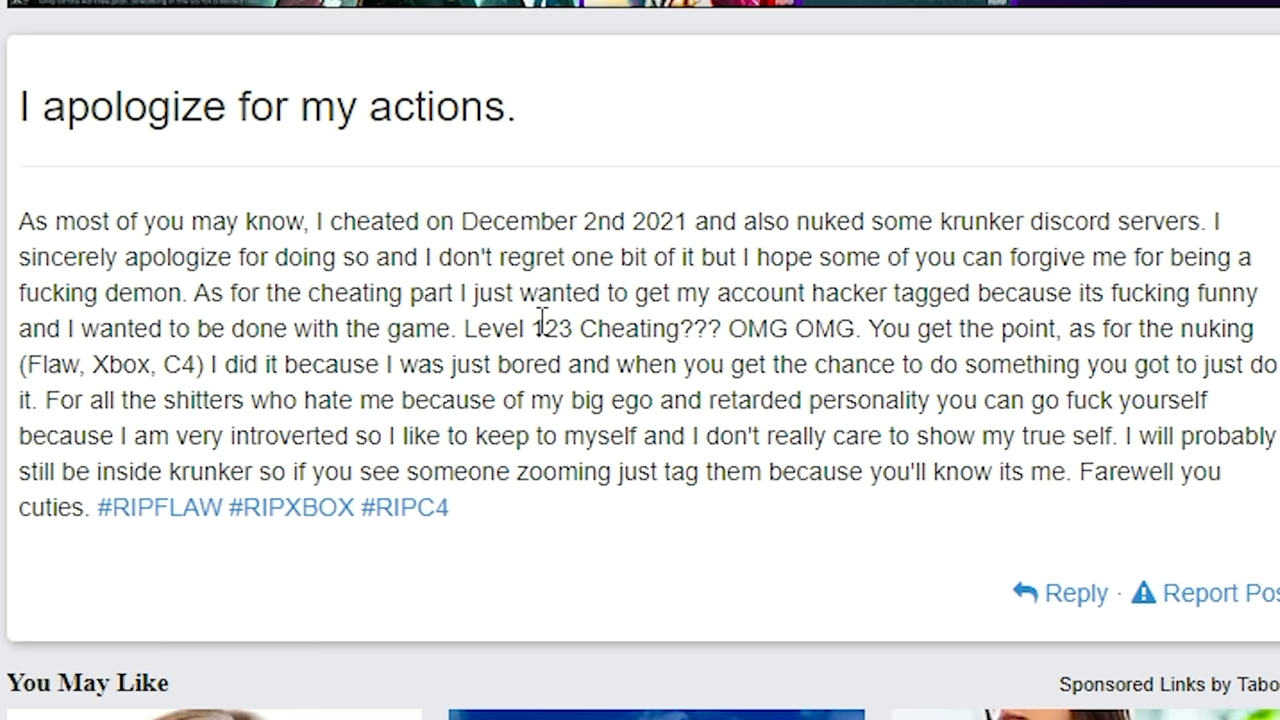 I apologize for my actions.
As most of you may know, I cheated on December 2nd 2021 and also nuked some krunker discord servers. I
sincerely apologize for doing so and I don't regret one bit of it but I hope some of you can forgive me for being a
fucking demon. As for the cheating part I just wanted to get my account hacker tagged because its fucking funny
and I wanted to be done with the game. Level 123 Cheating??? OMG OMG. You get the point, as for the nuking
(Flaw, Xbox, C4) I did it because I was just bored and when you get the chance to do something you got to just do
it. For all the shitters who hate me because of my big ego and retarded personality you can go fuck yourself
because I am very introverted so I like to keep to myself and I don't really care to show my true self. I will probably
still be inside krunker so if you see someone zooming just tag them because you'll know its me. Farewell you
cuties. #RIPFLAW #RIPXBOX #RIPC4
Reply · Report Pos
You May Like
Sponsored Links by Tabo